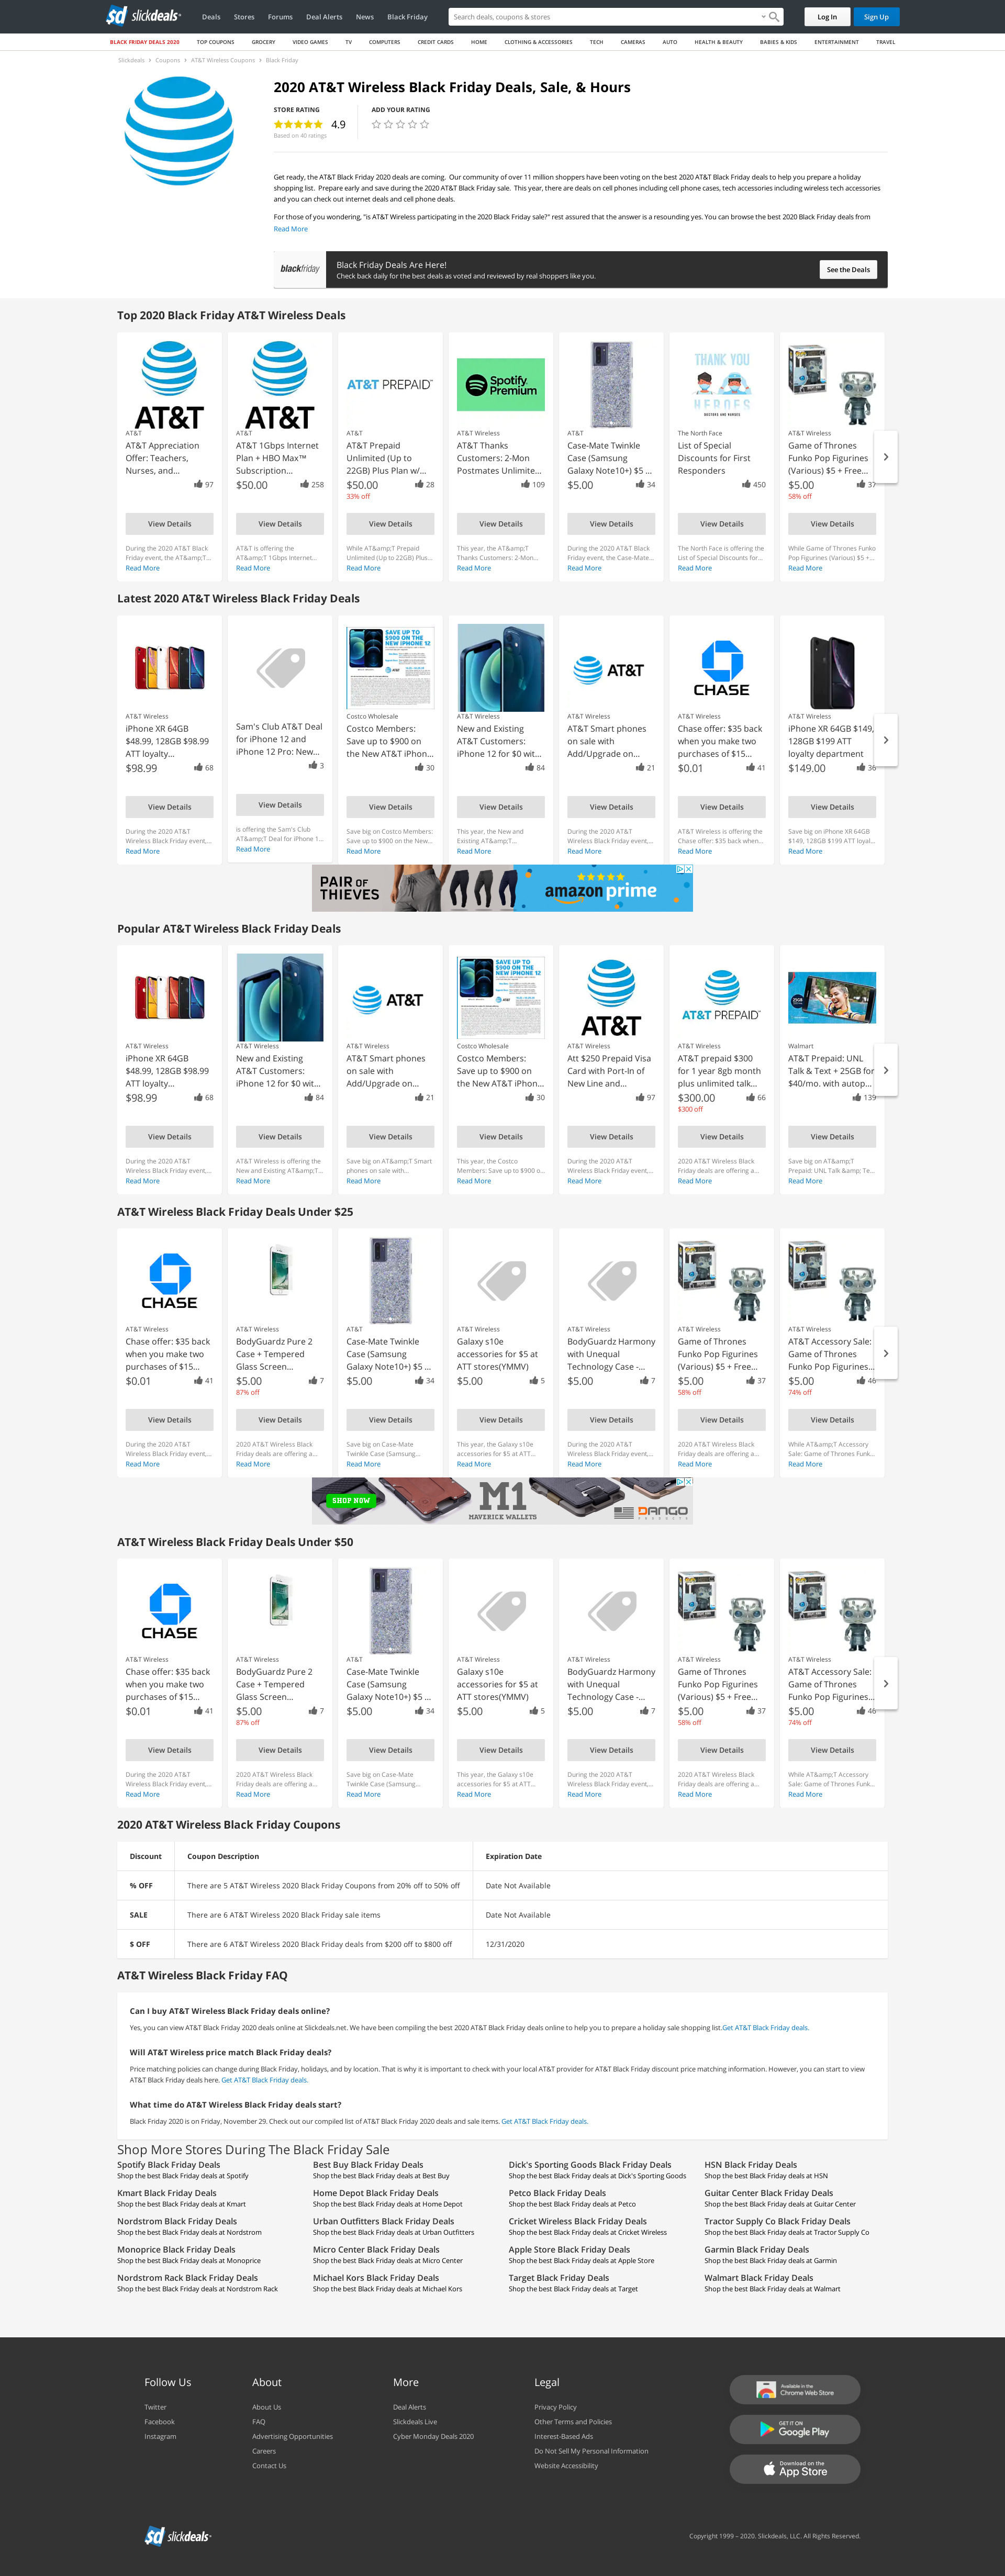 slickdeals
Deals Stores Forums Deal Alerts News Black Friday
Search deals, coupons & stores
Log In Sign Up
BLACK FRIDAY DEALS 2020 TOP COUPONS GROCERY VIDEO GAMES TV COMPUTERS CREDIT CARDS HOME CLOTHING & ACCESSORIES TECH CAMERAS AUTO HEALTH & BEAUTY BABIES & KIDS ENTERTAINMENT TRAVEL
Slickdeals > Coupons > AT&T Wireless Coupons > Black Friday
2020 AT&T Wireless Black Friday Deals, Sale, & Hours
STORE RATING ADD YOUR RATING
4.9
Based on 40 ratings
Get ready, the AT&T Black Friday 2020 deals are coming. Our community of over 11 million shoppers have been voting on the best 2020 AT&T Black Friday deals to help you prepare a holiday
shopping list. Prepare early and save during the 2020 AT&T Black Friday sale. This year, there are deals on cell phones including cell phone cases, tech accessories including wireless tech accessories
and you can check out internet deals and cell phone deals.
For those of you wondering, "is AT&T Wireless participating in the 2020 Black Friday sale?" rest assured that the answer is a resounding yes. You can browse the best 2020 Black Friday deals from
Read More
blackfriday
Black Friday Deals Are Here!
Check back daily for the best deals as voted and reviewed by real shoppers like you.
See the Deals
Top 2020 Black Friday AT&T Wireless Deals
AT&T
AT&T
AT&T Appreciation
Offer: Teachers,
Nurses, and...
97
View Details
During the 2020 AT&T Black
Friday event, the AT&amp;T...
Read More
AT&T
AT&T
AT&T 1Gbps Internet
Plan + HBO Max™
Subscription...
$50.00 258
View Details
AT&T is offering the
AT&amp;T 1Gbps Internet...
Read More
AT&T PREPAID
AT&T
AT&T Prepaid
Unlimited (Up to
22GB) Plus Plan w/...
$50.00 28
33% off
View Details
While AT&amp;T Prepaid
Unlimited (Up to 22GB) Plus...
Read More
Spotify Premium
AT&T Wireless
AT&T Thanks
Customers: 2-Mon
Postmates Unlimite...
109
View Details
This year, the AT&amp;T
Thanks Customers: 2-Mon...
Read More
AT&T
Case-Mate Twinkle
Case (Samsung
Galaxy Note10+) $5 ...
$5.00 34
View Details
During the 2020 AT&T Black
Friday event, the Case-Mate...
Read More
THANK YOU
HEROES
DOCTORS AND NURSES
The North Face
List of Special
Discounts for First
Responders
450
View Details
The North Face is offering the
List of Special Discounts for...
Read More
AT&T Wireless
Game of Thrones
Funko Pop Figurines
(Various) $5 + Free...
$5.00 37
58% off
View Details
While Game of Thrones Funko
Pop Figurines (Various) $5 +...
Read More
Latest 2020 AT&T Wireless Black Friday Deals
AT&T Wireless
iPhone XR 64GB
$48.99, 128GB $98.99
ATT loyalty...
$98.99 68
View Details
During the 2020 AT&T
Wireless Black Friday event,...
Read More
Sam's Club AT&T Deal
for iPhone 12 and
iPhone 12 Pro: New...
3
View Details
is offering the Sam's Club
AT&amp;T Deal for iPhone 1...
Read More
SAVE UP TO
$900 ON THE
NEW IPHONE 12
Costco Wholesale
Costco Members:
Save up to $900 on
the New AT&T iPhon...
30
View Details
Save big on Costco Members:
Save up to $900 on the New...
Read More
AT&T Wireless
New and Existing
AT&T Customers:
iPhone 12 for $0 wit...
84
View Details
This year, the New and
Existing AT&amp;T...
Read More
AT&T
AT&T Wireless
AT&T Smart phones
on sale with
Add/Upgrade on...
21
View Details
During the 2020 AT&T
Wireless Black Friday event,...
Read More
CHASE
AT&T Wireless
Chase offer: $35 back
when you make two
purchases of $15...
$0.01 41
View Details
AT&T Wireless is offering the
Chase offer: $35 back when...
Read More
AT&T Wireless
iPhone XR 64GB $149,
128GB $199 ATT
loyalty department
$149.00 36
View Details
Save big on iPhone XR 64GB
$149, 128GB $199 ATT loyal...
Read More
PAIR OF THIEVES
amazon prime
Popular AT&T Wireless Black Friday Deals
AT&T Wireless
iPhone XR 64GB
$48.99, 128GB $98.99
ATT loyalty...
$98.99 68
View Details
During the 2020 AT&T
Wireless Black Friday event,...
Read More
AT&T Wireless
New and Existing
AT&T Customers:
iPhone 12 for $0 wit...
84
View Details
AT&T Wireless is offering the
New and Existing AT&amp;T...
Read More
AT&T
AT&T Wireless
AT&T Smart phones
on sale with
Add/Upgrade on...
21
View Details
Save big on AT&amp;T Smart
phones on sale with...
Read More
SAVE UP TO
$900 ON THE
NEW IPHONE 12
Costco Wholesale
Costco Members:
Save up to $900 on
the New AT&T iPhon...
30
View Details
This year, the Costco
Members: Save up to $900 o...
Read More
AT&T
AT&T Wireless
Att $250 Prepaid Visa
Card with Port-In of
New Line and...
97
View Details
During the 2020 AT&T
Wireless Black Friday event,...
Read More
AT&T PREPAID
AT&T Wireless
AT&T prepaid $300
for 1 year 8gb month
plus unlimited talk...
$300.00 66
$300 off
View Details
2020 AT&T Wireless Black
Friday deals are offering a...
Read More
25GB
Walmart
AT&T Prepaid: UNL
Talk & Text + 25GB for
$40/mo. with autop...
139
View Details
Save big on AT&amp;T
Prepaid: UNL Talk &amp; Te...
Read More
AT&T Wireless Black Friday Deals Under $25
CHASE
AT&T Wireless
Chase offer: $35 back
when you make two
purchases of $15...
$0.01 41
View Details
During the 2020 AT&T
Wireless Black Friday event,...
Read More
AT&T Wireless
BodyGuardz Pure 2
Case + Tempered
Glass Screen...
$5.00 7
87% off
View Details
2020 AT&T Wireless Black
Friday deals are offering a...
Read More
AT&T
Case-Mate Twinkle
Case (Samsung
Galaxy Note10+) $5 ...
$5.00 34
View Details
Save big on Case-Mate
Twinkle Case (Samsung...
Read More
AT&T Wireless
Galaxy s10e
accessories for $5 at
ATT stores(YMMV)
$5.00 5
View Details
This year, the Galaxy s10e
accessories for $5 at ATT...
Read More
AT&T Wireless
BodyGuardz Harmony
with Unequal
Technology Case -...
$5.00 7
View Details
During the 2020 AT&T
Wireless Black Friday event,...
Read More
AT&T Wireless
Game of Thrones
Funko Pop Figurines
(Various) $5 + Free...
$5.00 37
58% off
View Details
2020 AT&T Wireless Black
Friday deals are offering a...
Read More
AT&T Wireless
AT&T Accessory Sale:
Game of Thrones
Funko Pop Figurines...
$5.00 46
74% off
View Details
While AT&amp;T Accessory
Sale: Game of Thrones Funk...
Read More
SHOP NOW
M1
MAVERICK WALLETS
DANGO
PRODUCTS
AT&T Wireless Black Friday Deals Under $50
CHASE
AT&T Wireless
Chase offer: $35 back
when you make two
purchases of $15...
$0.01 41
View Details
During the 2020 AT&T
Wireless Black Friday event,...
Read More
AT&T Wireless
BodyGuardz Pure 2
Case + Tempered
Glass Screen...
$5.00 7
87% off
View Details
2020 AT&T Wireless Black
Friday deals are offering a...
Read More
AT&T
Case-Mate Twinkle
Case (Samsung
Galaxy Note10+) $5 ...
$5.00 34
View Details
Save big on Case-Mate
Twinkle Case (Samsung...
Read More
AT&T Wireless
Galaxy s10e
accessories for $5 at
ATT stores(YMMV)
$5.00 5
View Details
This year, the Galaxy s10e
accessories for $5 at ATT...
Read More
AT&T Wireless
BodyGuardz Harmony
with Unequal
Technology Case -...
$5.00 7
View Details
During the 2020 AT&T
Wireless Black Friday event,...
Read More
AT&T Wireless
Game of Thrones
Funko Pop Figurines
(Various) $5 + Free...
$5.00 37
58% off
View Details
2020 AT&T Wireless Black
Friday deals are offering a...
Read More
AT&T Wireless
AT&T Accessory Sale:
Game of Thrones
Funko Pop Figurines...
$5.00 46
74% off
View Details
While AT&amp;T Accessory
Sale: Game of Thrones Funk...
Read More
2020 AT&T Wireless Black Friday Coupons
Discount Coupon Description Expiration Date
% OFF There are 5 AT&T Wireless 2020 Black Friday Coupons from 20% off to 50% off Date Not Available
SALE There are 6 AT&T Wireless 2020 Black Friday sale items Date Not Available
$ OFF There are 6 AT&T Wireless 2020 Black Friday deals from $200 off to $800 off 12/31/2020
AT&T Wireless Black Friday FAQ
Can I buy AT&T Wireless Black Friday deals online?
Yes, you can view AT&T Black Friday 2020 deals online at Slickdeals.net. We have been compiling the best 2020 AT&T Black Friday deals online to help you to prepare a holiday sale shopping list.Get AT&T Black Friday deals.
Will AT&T Wireless price match Black Friday deals?
Price matching policies can change during Black Friday, holidays, and by location. That is why it is important to check with your local AT&T provider for AT&T Black Friday discount price matching information. However, you can start to view
AT&T Black Friday deals here. Get AT&T Black Friday deals.
What time do AT&T Wireless Black Friday deals start?
Black Friday 2020 is on Friday, November 29. Check out our compiled list of AT&T Black Friday 2020 deals and sale items. Get AT&T Black Friday deals.
Shop More Stores During The Black Friday Sale
Spotify Black Friday Deals Best Buy Black Friday Deals Dick's Sporting Goods Black Friday Deals HSN Black Friday Deals
Shop the best Black Friday deals at Spotify Shop the best Black Friday deals at Best Buy Shop the best Black Friday deals at Dick's Sporting Goods Shop the best Black Friday deals at HSN
Kmart Black Friday Deals Home Depot Black Friday Deals Petco Black Friday Deals Guitar Center Black Friday Deals
Shop the best Black Friday deals at Kmart Shop the best Black Friday deals at Home Depot Shop the best Black Friday deals at Petco Shop the best Black Friday deals at Guitar Center
Nordstrom Black Friday Deals Urban Outfitters Black Friday Deals Cricket Wireless Black Friday Deals Tractor Supply Co Black Friday Deals
Shop the best Black Friday deals at Nordstrom Shop the best Black Friday deals at Urban Outfitters Shop the best Black Friday deals at Cricket Wireless Shop the best Black Friday deals at Tractor Supply Co
Monoprice Black Friday Deals Micro Center Black Friday Deals Apple Store Black Friday Deals Garmin Black Friday Deals
Shop the best Black Friday deals at Monoprice Shop the best Black Friday deals at Micro Center Shop the best Black Friday deals at Apple Store Shop the best Black Friday deals at Garmin
Nordstrom Rack Black Friday Deals Michael Kors Black Friday Deals Target Black Friday Deals Walmart Black Friday Deals
Shop the best Black Friday deals at Nordstrom Rack Shop the best Black Friday deals at Michael Kors Shop the best Black Friday deals at Target Shop the best Black Friday deals at Walmart
Follow Us
Twitter
Facebook
Instagram
About
About Us
FAQ
Advertising Opportunities
Careers
Contact Us
More
Deal Alerts
Slickdeals Live
Cyber Monday Deals 2020
Legal
Privacy Policy
Other Terms and Policies
Interest-Based Ads
Do Not Sell My Personal Information
Website Accessibility
Available in the
Chrome Web Store
GET IT ON
Google Play
Download on the
App Store
slickdeals
Copyright 1999 – 2020. Slickdeals, LLC. All Rights Reserved.